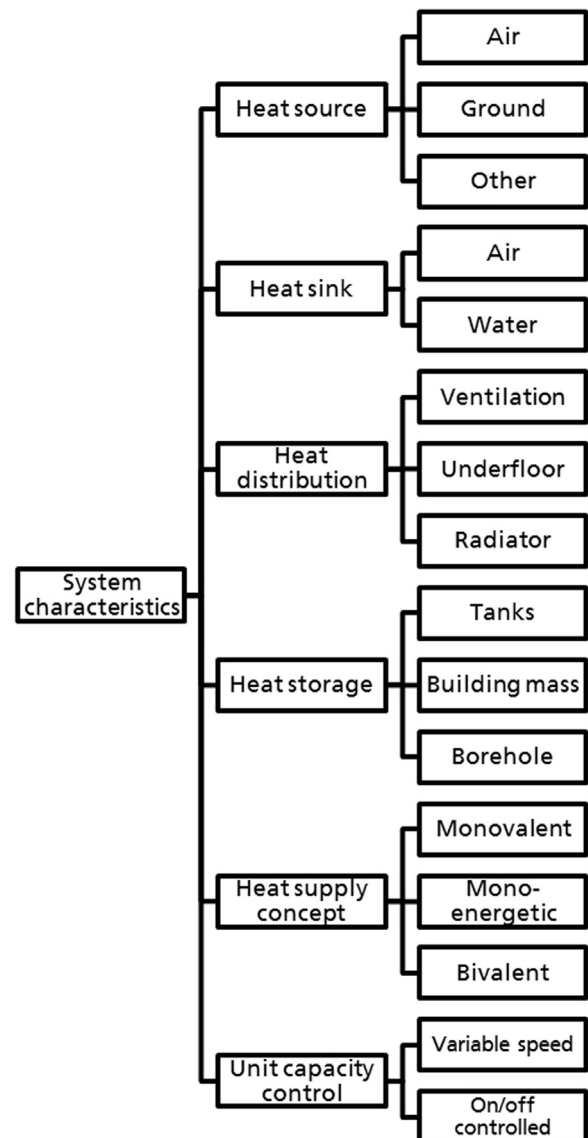 Air
Heat source
Ground
Other
Air
Heat sink
Water
Ventilation
Heat
distribution
Underfloor
Radiator
System
characteristics
Tanks
Heat storage
Building mass
Borehole
Monovalent
Heat supply
concept
Mono-
energetic
Bivalent
Variable speed
Unit capacity
control
On/off
controlled